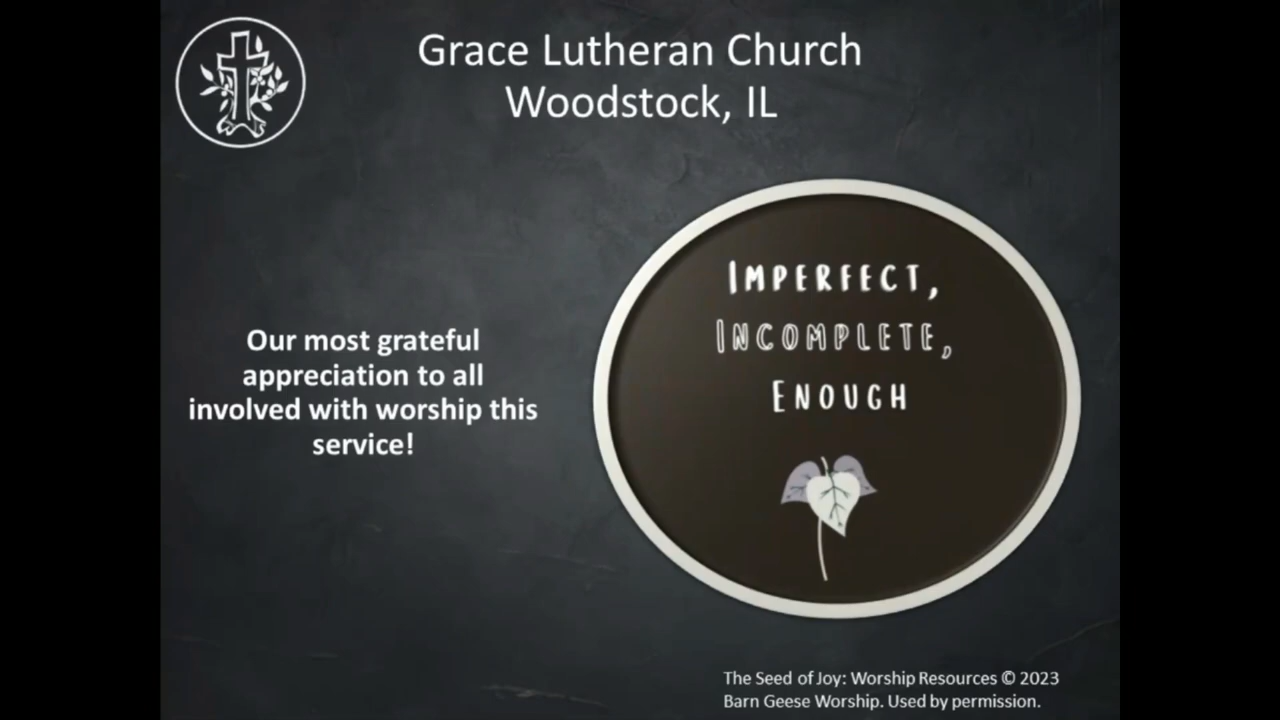 Grace Lutheran Church
Woodstock, IL
Our most grateful
appreciation to all
involved with worship this
service!
IMPERFECT,
INCOMPLETE,
ENOUGH
The Seed of Joy: Worship Resources © 2023
Barn Geese Worship. Used by permission.